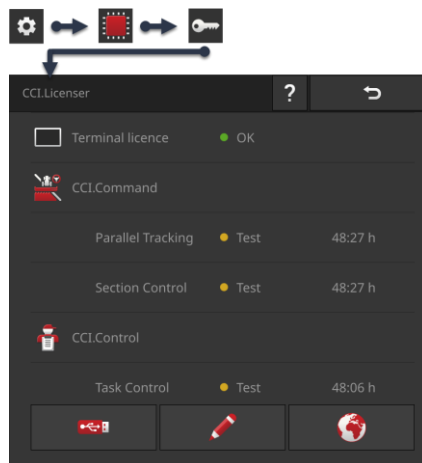 CCI.Licenser ?
Terminal licence OK
CCI.Command
Parallel Tracking Test 48:27 h
Section Control Test 48:27 h
CCI.Control
Task Control Test 48:06 h